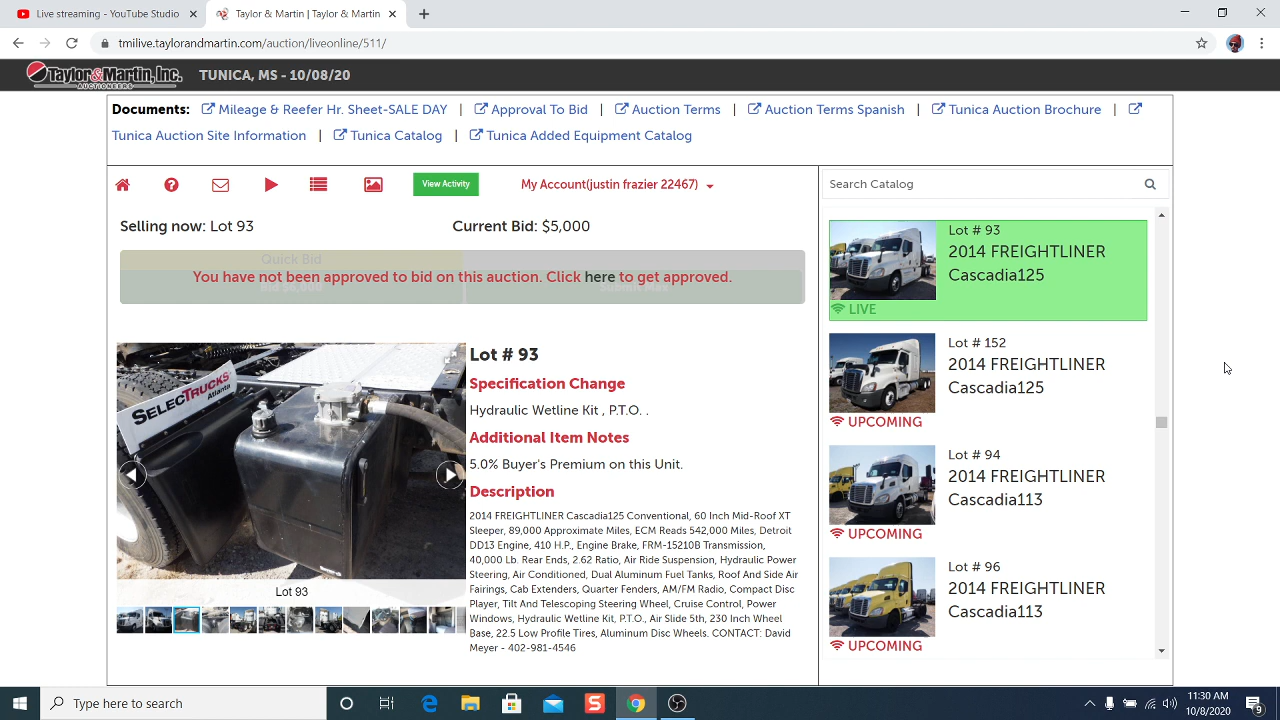 Live streaming - YouTube Studio
Taylor & Martin | Taylor & Martin
tmlive.taylorandmartin.com/auction/liveonline/511/
Taylor & Martin, Inc.
AUCTIONEERS
TUNICA, MS - 10/08/20
Documents: Mileage & Reefer Hr. Sheet-SALE DAY | Approval To Bid | Auction Terms | Auction Terms Spanish | Tunica Auction Brochure |
Tunica Auction Site Information | Tunica Catalog | Tunica Added Equipment Catalog
View Activity
My Account(justin frazier 22467)
Selling now: Lot 93
Current Bid: $5,000
Quick Bid
You have not been approved to bid on this auction. Click here to get approved.
SELECTRUCKS
Atlanta
Lot 93
Lot # 93
Specification Change
Hydraulic Wetline Kit , P.T.O. .
Additional Item Notes
5.0% Buyer's Premium on this Unit.
Description
2014 FREIGHTLINER Cascadia125 Conventional, 60 Inch Mid-Roof XT
Sleeper, 89,000 Approximate Miles, ECM Reads 542,000 Miles, Detroit
DD13 Engine, 410 H.P., Engine Brake, FRM-15210B Transmission,
40,000 Lb. Rear Ends, 2.62 Ratio, Air Ride Suspension, Hydraulic Power
Steering, Air Conditioned, Dual Aluminum Fuel Tanks, Roof And Side Air
Fairings, Cab Extenders, Quarter Fenders, AM/FM Radio, Compact Disc
Player, Tilt And Telescoping Steering Wheel, Cruise Control, Power
Windows, Hydraulic Wetline Kit, P.T.O., Air Slide 5th, 230 Inch Wheel
Base, 22.5 Low Profile Tires, Aluminum Disc Wheels. CONTACT: David
Meyer - 402-981-4546
Search Catalog
Lot # 93
2014 FREIGHTLINER
Cascadia125
LIVE
Lot # 152
2014 FREIGHTLINER
Cascadia125
UPCOMING
Lot # 94
2014 FREIGHTLINER
Cascadia113
UPCOMING
Lot # 96
2014 FREIGHTLINER
Cascadia113
UPCOMING
Type here to search
11:30 AM
10/8/2020
9